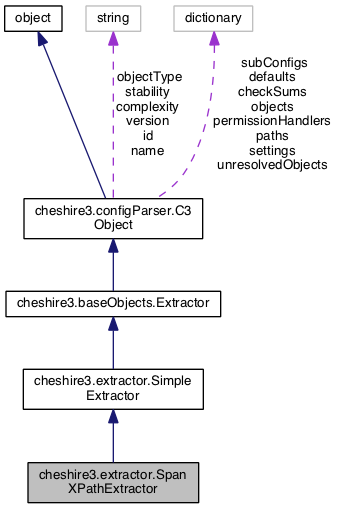 object
string
dictionary
objectType
stability
complexity
version
id
name
subConfigs
defaults
checkSums
objects
permissionHandlers
paths
settings
unresolvedObjects
cheshire3.configParser.C3
Object
cheshire3.baseObjects.Extractor
cheshire3.extractor.Simple
Extractor
cheshire3.extractor.Span
XPathExtractor